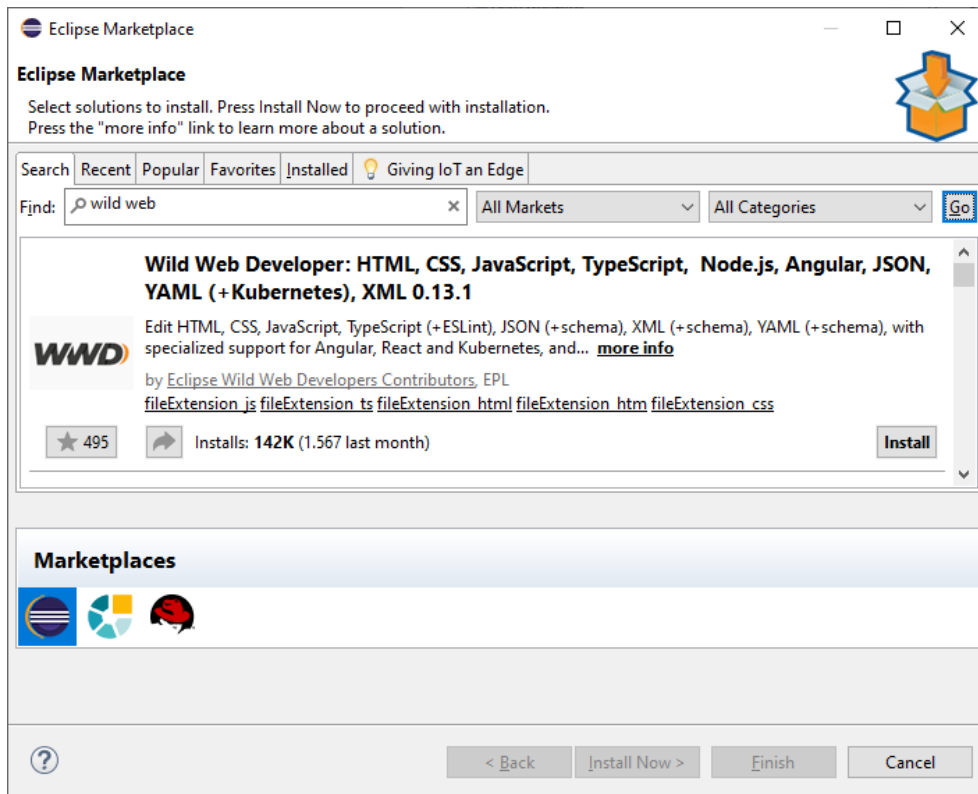 Eclipse Marketplace
Eclipse Marketplace
Select solutions to install. Press Install Now to proceed with installation.
Press the "more info" link to learn more about a solution.
Search Recent Popular Favorites Installed Giving IoT an Edge
Find: wild web All Markets All Categories Go
Wild Web Developer: HTML, CSS, JavaScript, TypeScript, Node.js, Angular, JSON,
YAML (+Kubernetes), XML 0.13.1
WWD
Edit HTML, CSS, JavaScript, TypeScript (+ESLint), JSON (+schema), XML (+schema), YAML (+schema), with
specialized support for Angular, React and Kubernetes, and... more info
by Eclipse Wild Web Developers Contributors, EPL
fileExtension_js fileExtension_ts fileExtension_html fileExtension_htm fileExtension_css
495 Installs: 142K (1.567 last month) Install
Marketplaces
< Back Install Now > Finish Cancel